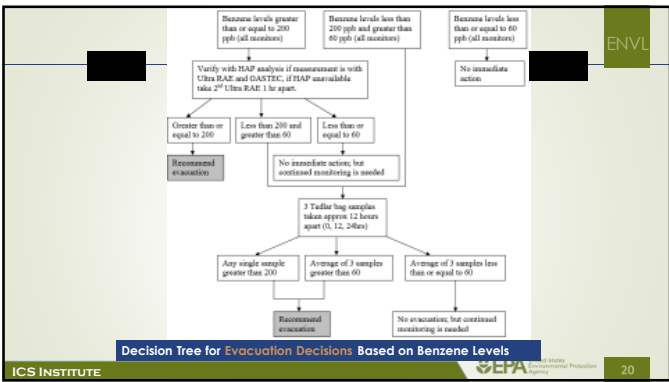 Benzene levels greater
than or equal to 200
ppb (all monitors)
Benzene levels less than
200 ppb and greater than
60 ppb (all monitors)
Benzene levels less
than or equal to 60
ppb (all monitors)
ENVL
Verify with HAP analysis if measurement is with
Ultra RAE and GASTEC, if HAP unavailable
take 2nd Ultra RAE 1 hr apart.
No immediate
action
Greater than or
equal to 200
Less than 200 and
greater than 60
Less than or
equal to 60
Recommend
evacuation
No immediate action; but
continued monitoring is needed
3 Tedlar bag samples
taken approx 12 hours
apart (0, 12, 24hrs)
Any single sample
greater than 200
Average of 3 samples
greater than 60
Average of 3 samples less
than or equal to 60
Recommend
evacuation
No evacuation; but continued
monitoring is needed
Decision Tree for Evacuation Decisions Based on Benzene Levels
ICS INSTITUTE
EPA
United States
Environmental Protection
Agency
20